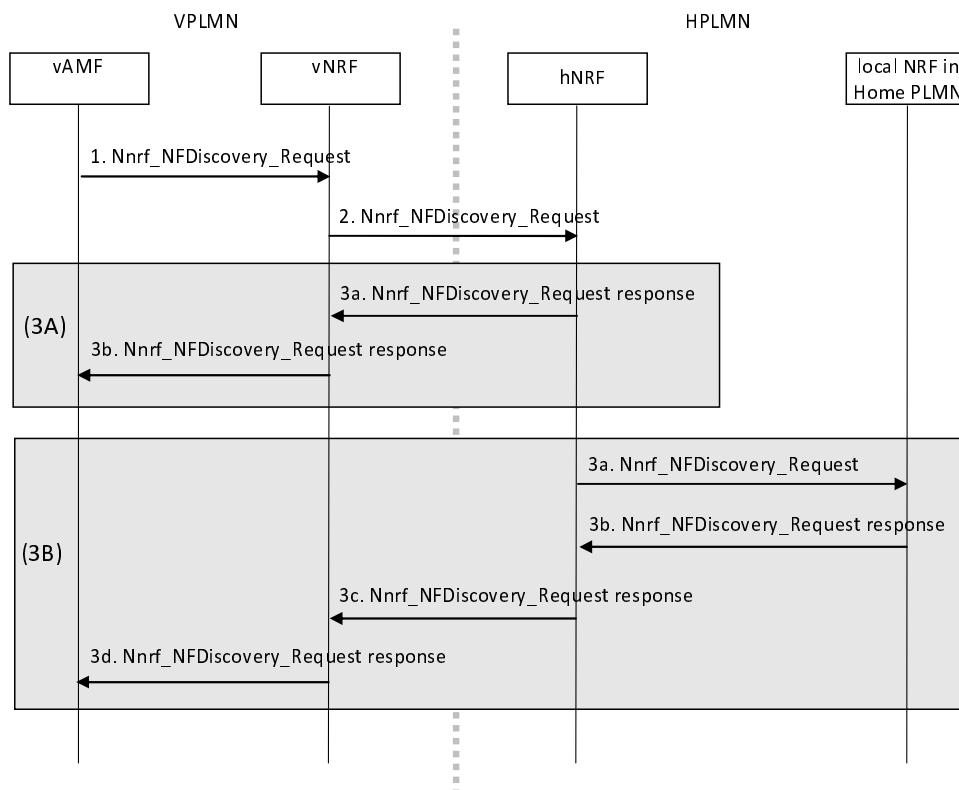 VPLMN
HPLMN
vAMF
vNRF
hNRF
local NRF in
Home PLMN
1. Nnrf_NFDiscovery_Request
2. Nnrf_NFDiscovery_Request
(3A)
3a. Nnrf_NFDiscovery_Request response
3b. Nnrf_NFDiscovery_Request response
(3B)
3a. Nnrf_NFDiscovery_Request
3b. Nnrf_NFDiscovery_Request response
3c. Nnrf_NFDiscovery_Request response
3d. Nnrf_NFDiscovery_Request response